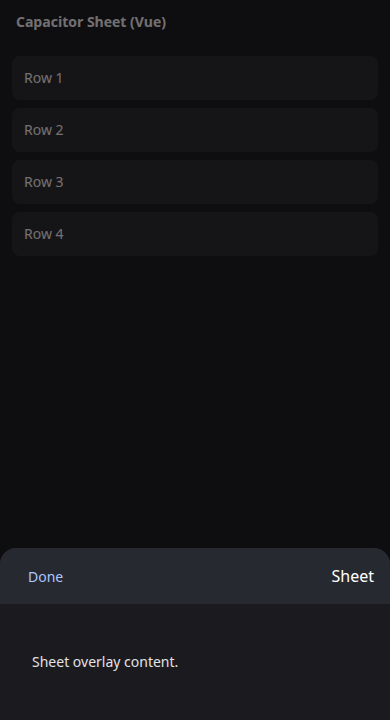 Capacitor Sheet (Vue)
Row 1
Row 2
Row 3
Row 4
Done Sheet
Sheet overlay content.